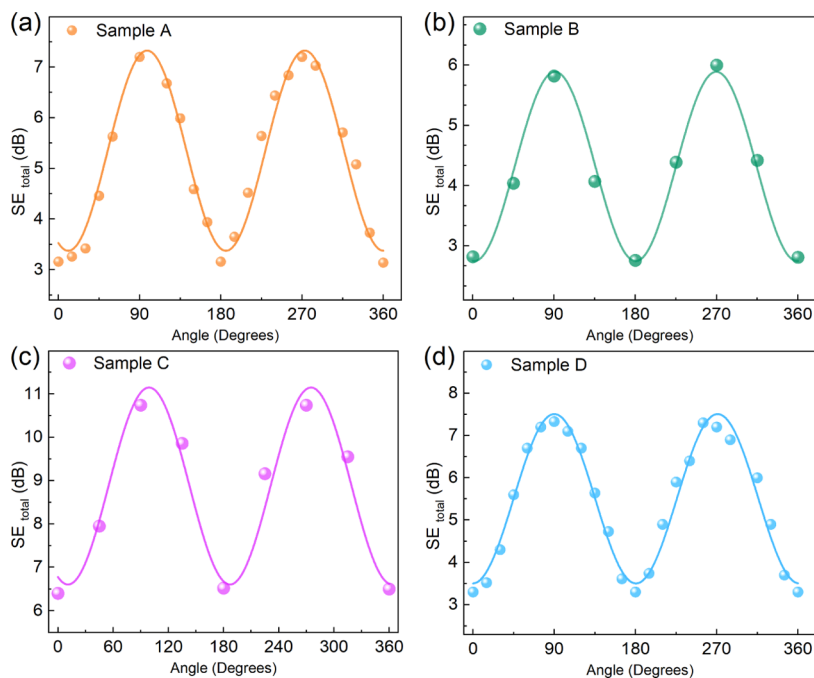 (a) Sample A
7
6
5
4
3
SE total (dB)
0 90 180 270 360
Angle (Degrees)
(b) Sample B
6
5
4
3
SE total (dB)
0 90 180 270 360
Angle (Degrees)
(c) Sample C
11
10
9
8
7
6
SE total (dB)
0 60 120 180 240 300 360
Angle (Degrees)
(d) Sample D
8
7
6
5
4
3
SE total (dB)
0 90 180 270 360
Angle (Degrees)